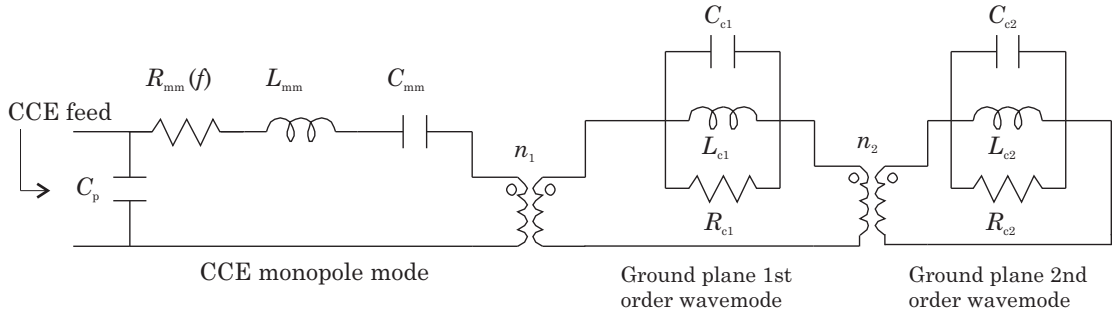 CCE feed
R_mm(f)
L_mm
C_mm
C_p
n_1
C_c1
L_c1
R_c1
n_2
C_c2
L_c2
R_c2
CCE monopole mode
Ground plane 1st
order wavemode
Ground plane 2nd
order wavemode